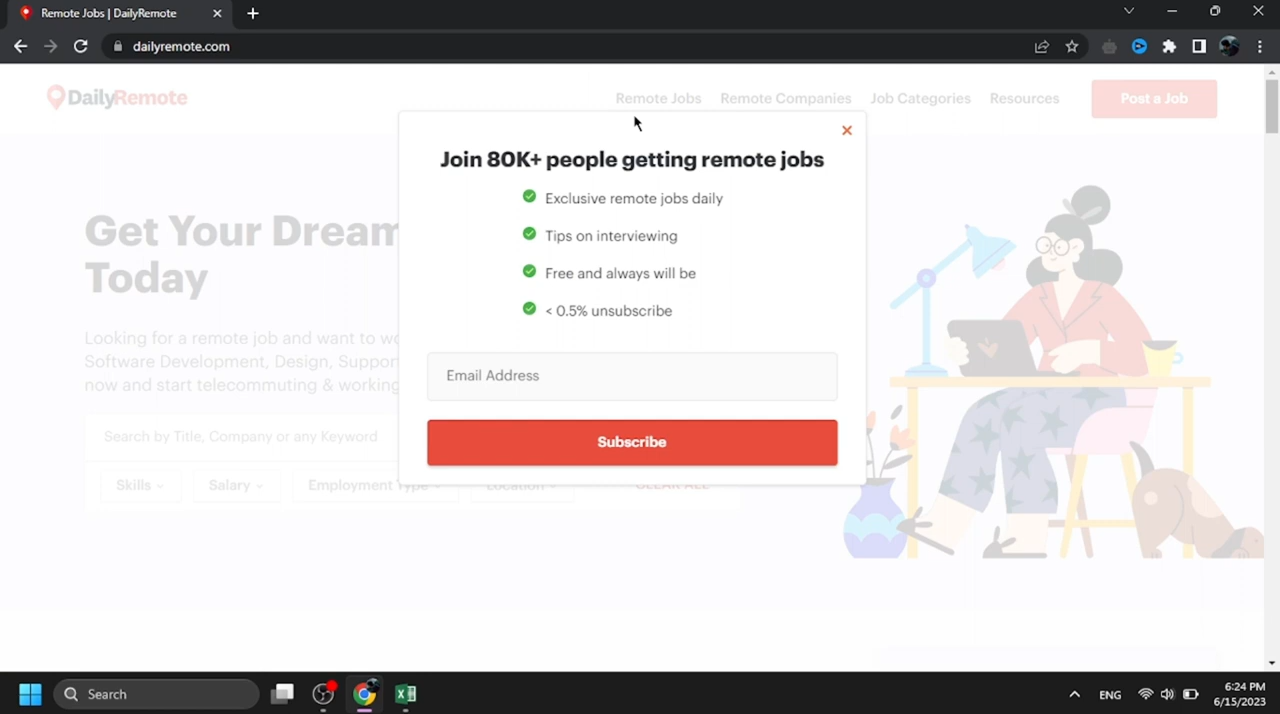 Remote Jobs | DailyRemote
dailyremote.com
DailyRemote
Remote Jobs
Remote Companies
Job Categories
Resources
Post a Job
Join 80K+ people getting remote jobs
Exclusive remote jobs daily
Tips on interviewing
Free and always will be
< 0.5% unsubscribe
Email Address
Subscribe
Get Your Dream
Today
Looking for a remote job and want to
Software Development, Design, Support
now and start telecommuting & working
Search by Title, Company or any Keyword
Skills
Salary
Employment Type
Location
CLEAR ALL
Search
ENG
6:24 PM
6/15/2023